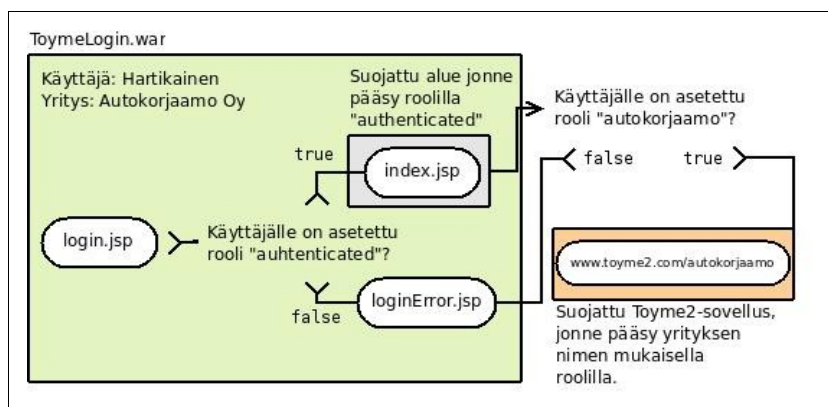 ToymeLogin.war
Käyttäjä: Hartikainen
Yritys: Autokorjaamo Oy
Suojattu alue jonne
pääsy roolilla
"authenticated"
Käyttäjälle on asetettu
rooli "autokorjaamo"?
true
index.jsp
false
true
login.jsp
Käyttäjälle on asetettu
rooli "auhtenticated"?
www.toyme2.com/autokorjaamo
false
loginError.jsp
Suojattu Toyme2-sovellus,
jonne pääsy yrityksen
nimen mukaisella
roolilla.